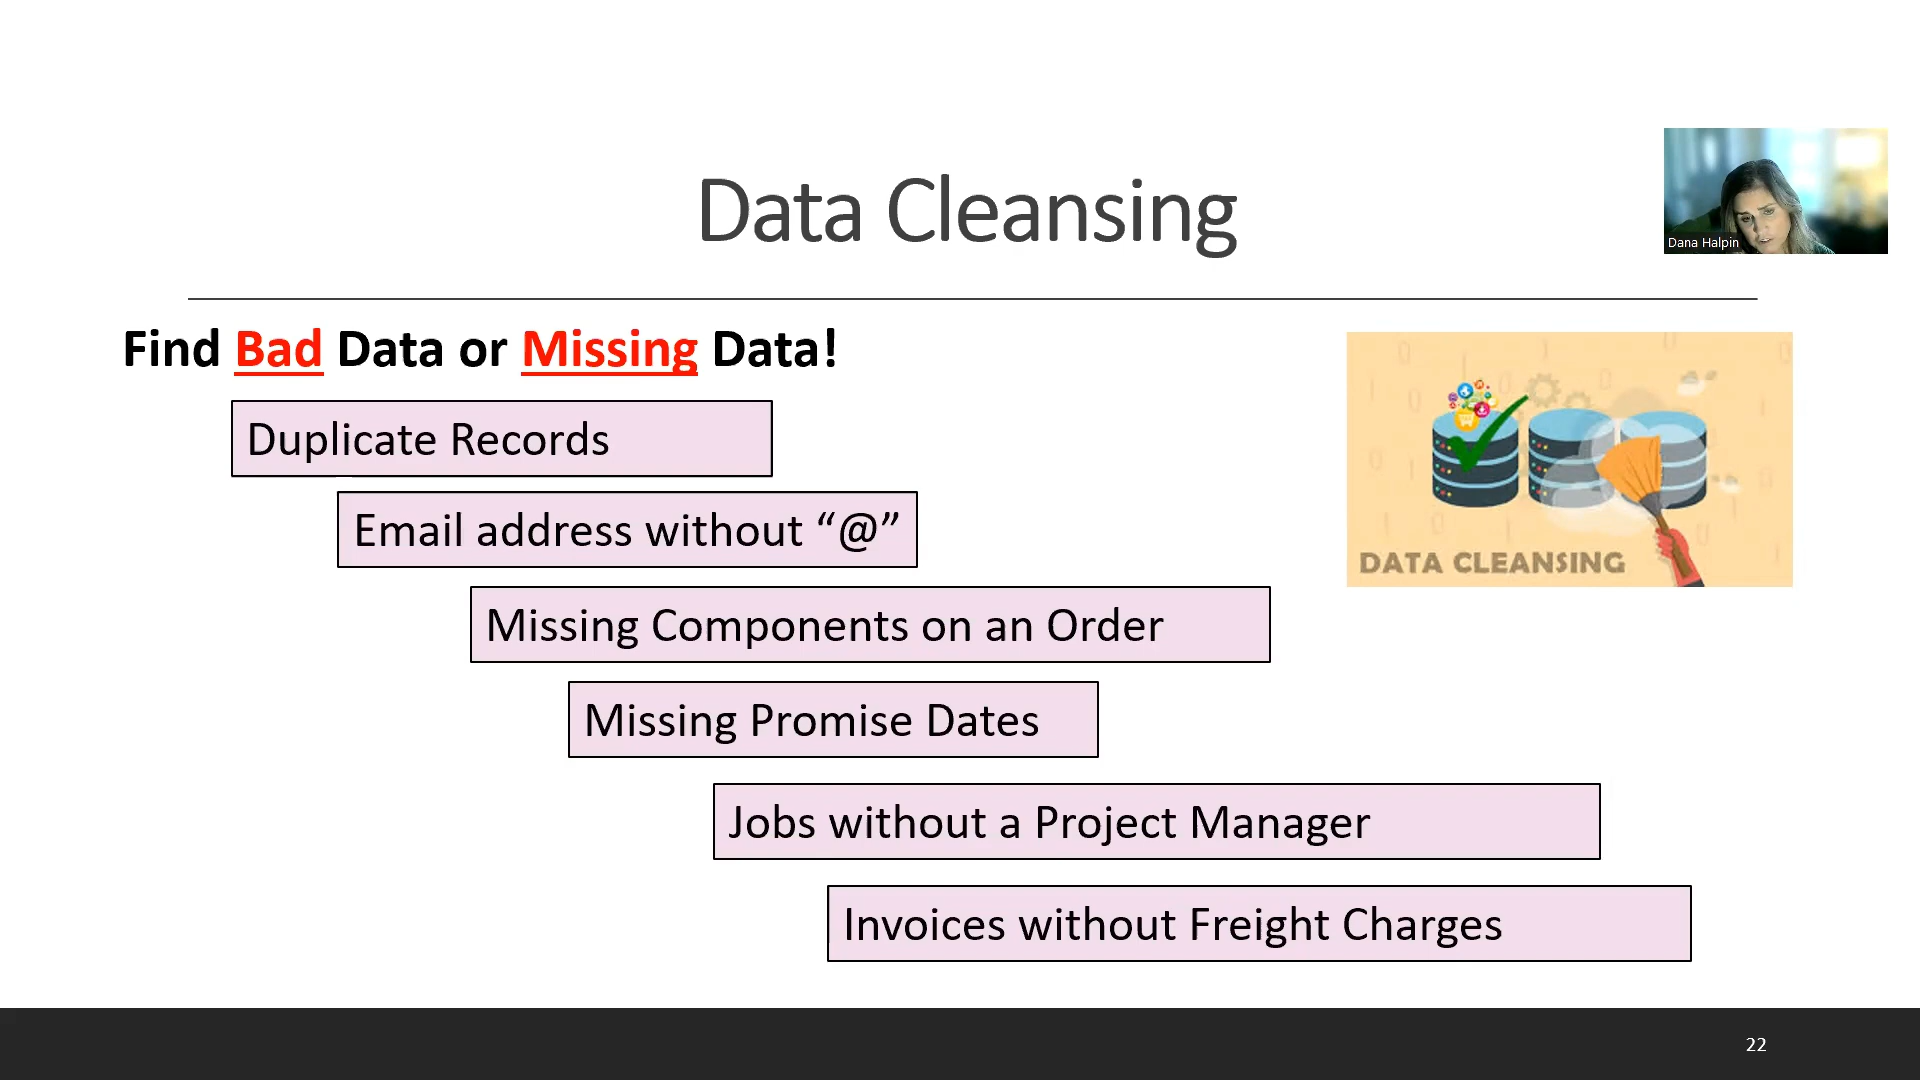 Data Cleansing
Dana Halpin
Find Bad Data or Missing Data!
Duplicate Records
Email address without “@”
Missing Components on an Order
Missing Promise Dates
Jobs without a Project Manager
Invoices without Freight Charges
DATA CLEANSING
22